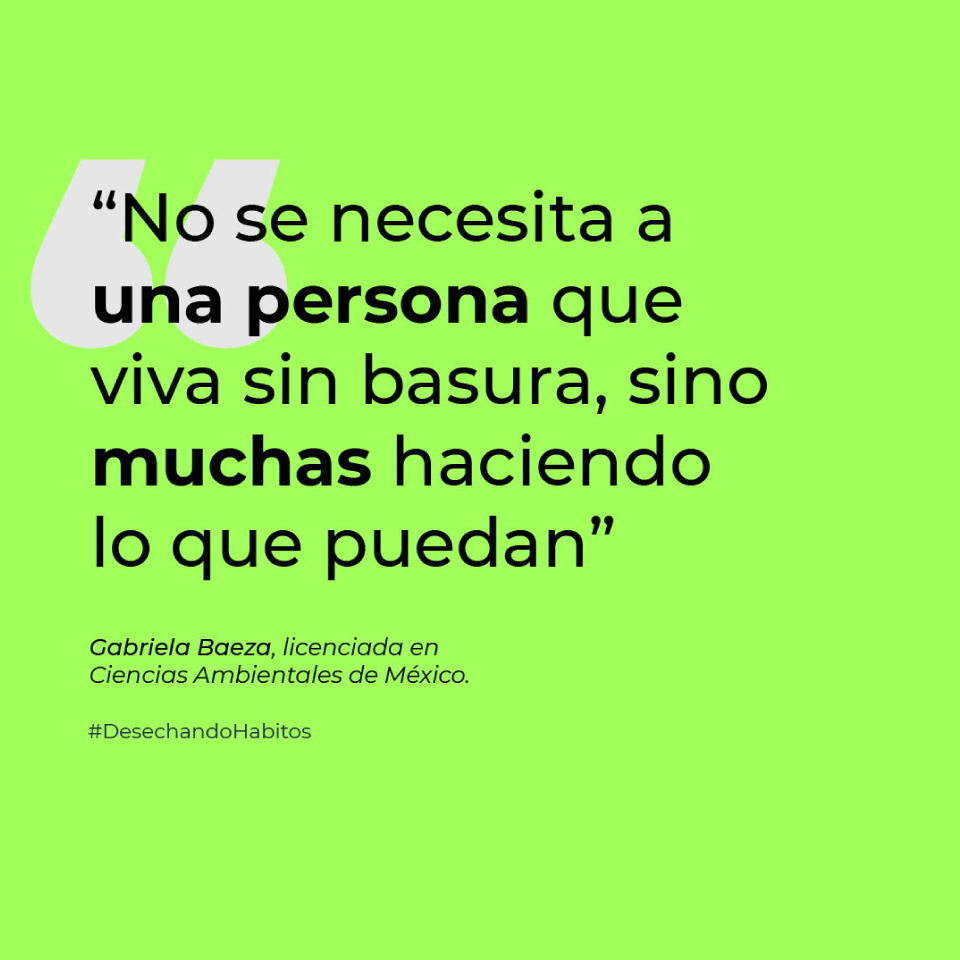 “No se necesita a
una persona que
viva sin basura, sino
muchas haciendo
lo que puedan”
Gabriela Baeza, licenciada en
Ciencias Ambientales de México.
#DesechandoHabitos